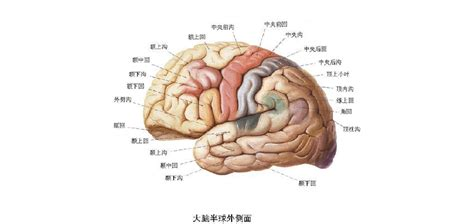 中央前回
中央前沟
中央沟
额上沟
中央后回
额上回
中央后沟
额中回
顶上小叶
额下沟
顶内沟
额下回
缘上回
外侧沟
角回
顶枕沟
颞上回
颞上沟
颞中回
颞下沟
颞下回
大脑半球外侧面